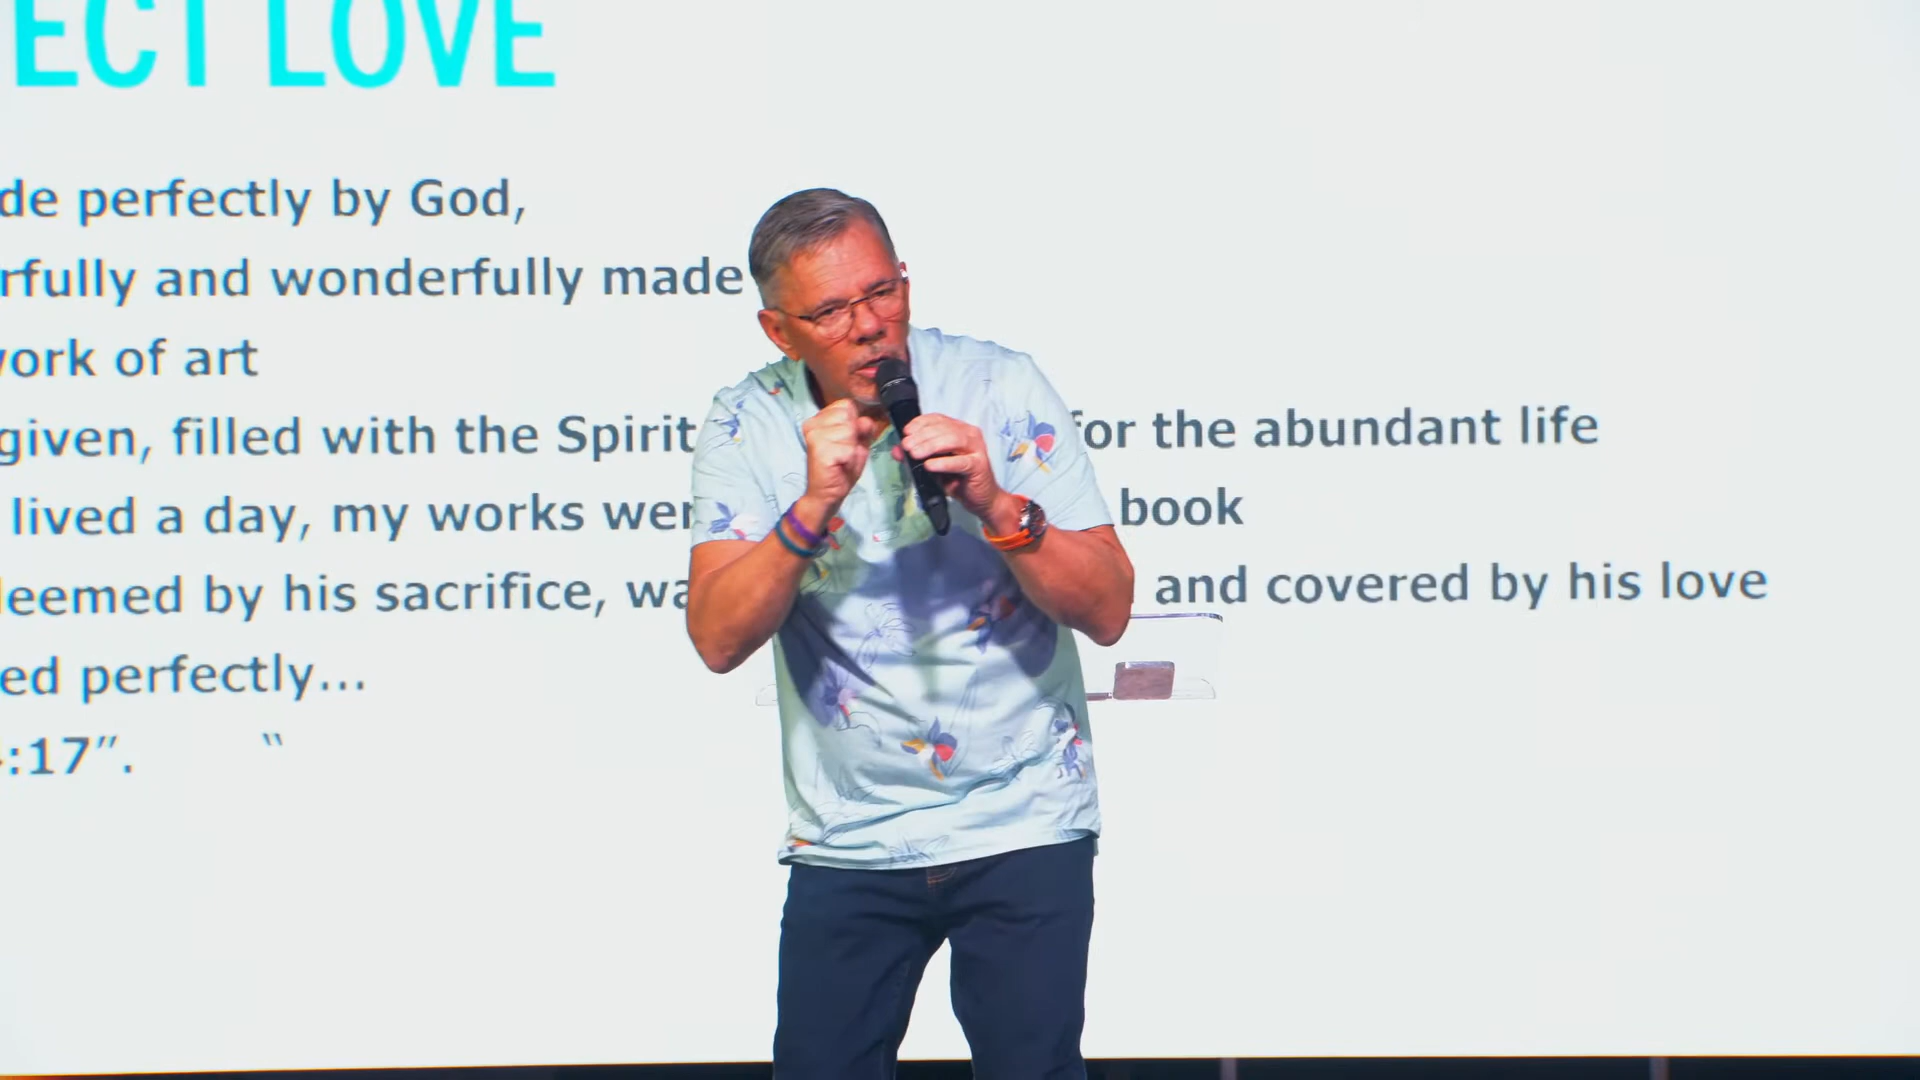 ECT LOVE
de perfectly by God,
rfully and wonderfully made
work of art
given, filled with the Spirit for the abundant life
lived a day, my works wer book
deemed by his sacrifice, wa and covered by his love
ed perfectly...
:17”. “